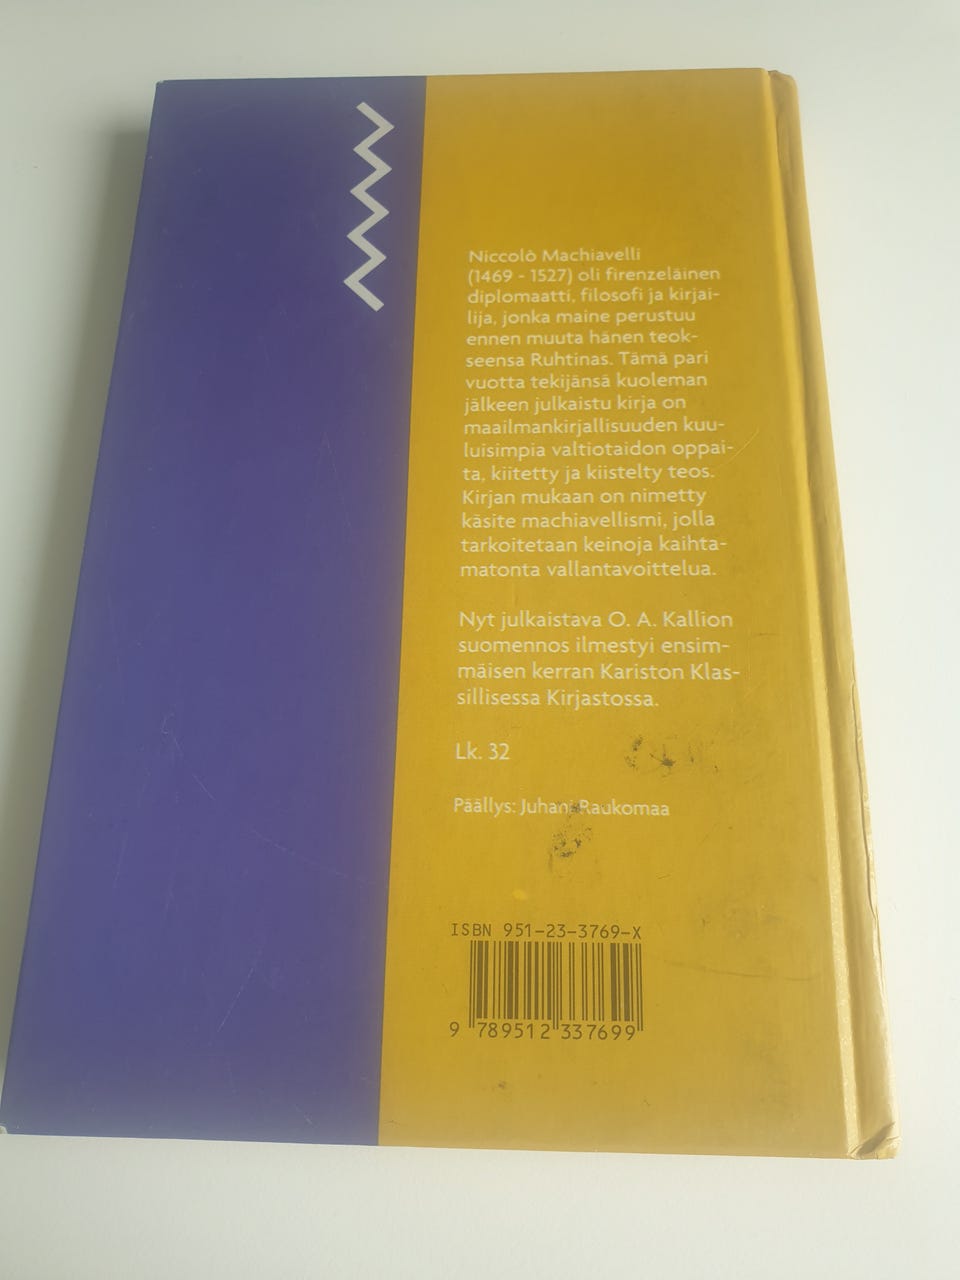 Niccolò Machiavelli
(1469 - 1527) oli firenzeläinen
diplomaatti, filosofi ja kirjai-
lija, jonka maine perustuu
ennen muuta hänen teok-
seensa Ruhtinas. Tämä pari
vuotta tekijänsä kuoleman
jälkeen julkaistu kirja on
maailmankirjallisuuden kuu-
luisimpia valtiotaidon oppai-
ta, kiitetty ja kiistelty teos.
Kirjan mukaan on nimetty
käsite machiavellismi, jolla
tarkoitetaan keinoja kaihta-
matonta vallantavoittelua.
Nyt julkaistava O. A. Kallion
suomennos ilmestyi ensim-
mäisen kerran Kariston Klas-
sillisessa Kirjastossa.
Lk. 32
Päällys: Juhani Raukomaa
ISBN 951-23-3769-X
9 789512 337699